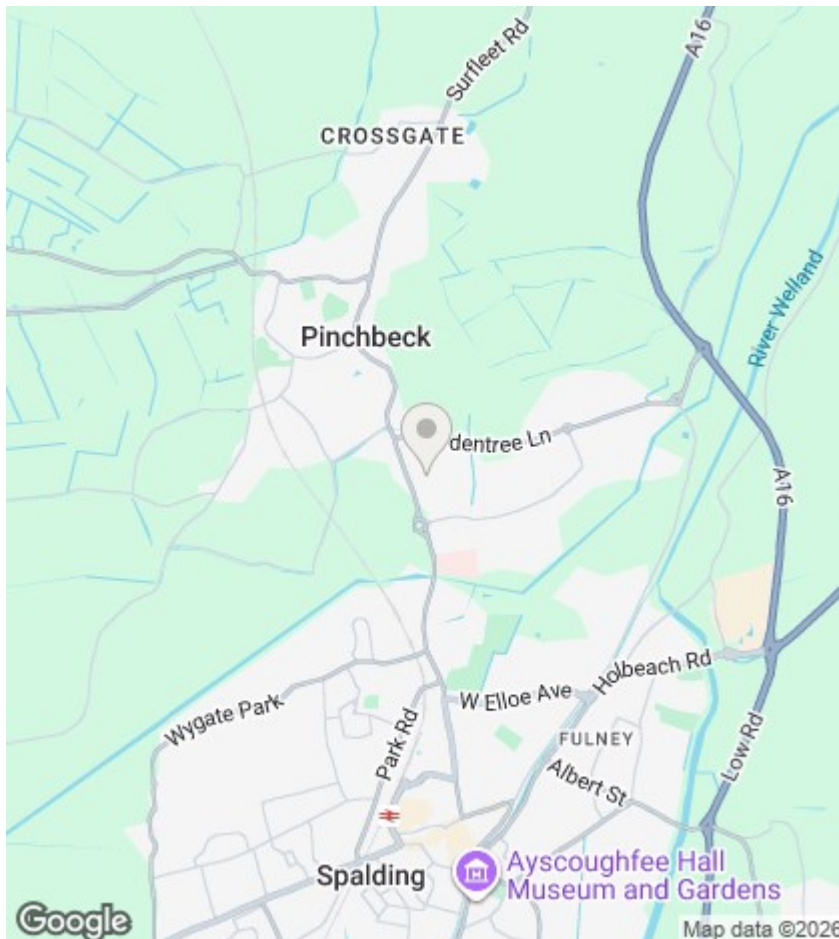 Surfleet Rd
A16
CROSSGATE
River Welland
Pinchbeck
dentree Ln
A16
Holbeach Rd
W Elloe Ave
Wygate Park
Park Rd
FULNEY
Low Rd
Albert St
Ayscoughfee Hall
Museum and Gardens
Spalding
Google
Map data ©2025